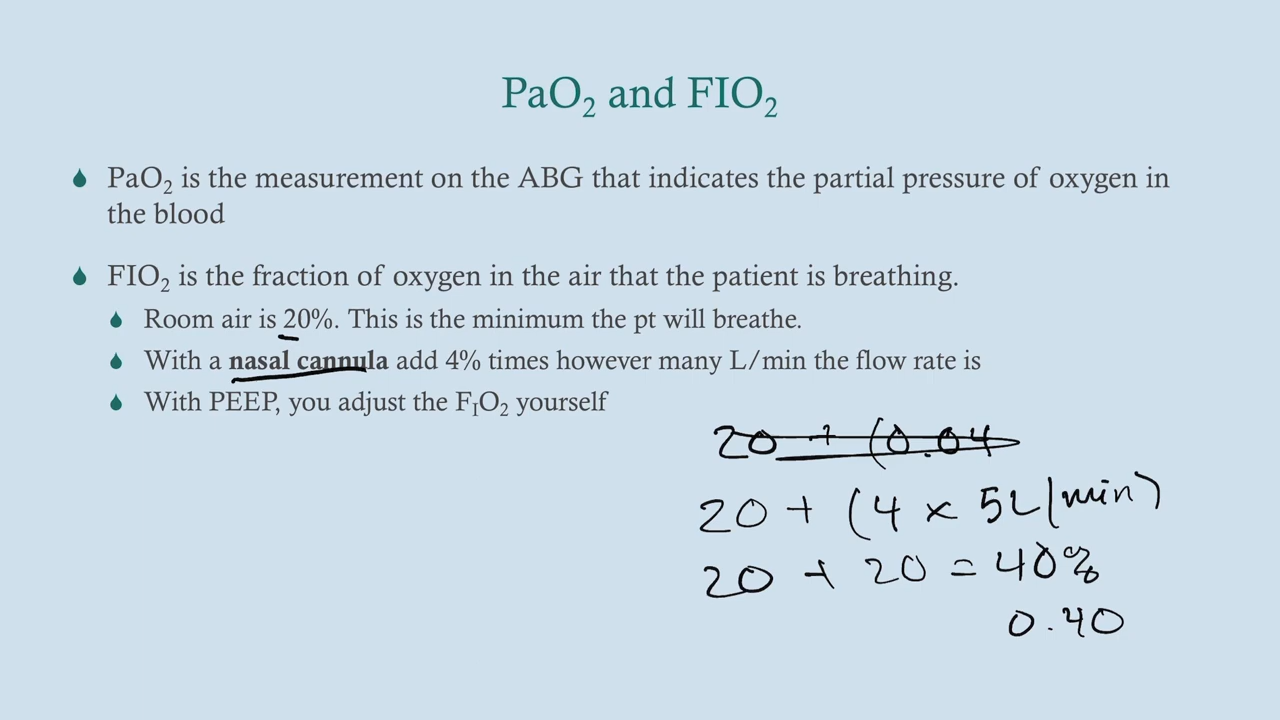 PaO₂ and FIO₂
PaO₂ is the measurement on the ABG that indicates the partial pressure of oxygen in
the blood
FIO₂ is the fraction of oxygen in the air that the patient is breathing.
Room air is 20%. This is the minimum the pt will breathe.
With a nasal cannula add 4% times however many L/min the flow rate is
With PEEP, you adjust the FIO₂ yourself
20 + (0.04
20 + (4 x 5L/min)
20 + 20 = 40%
0.40